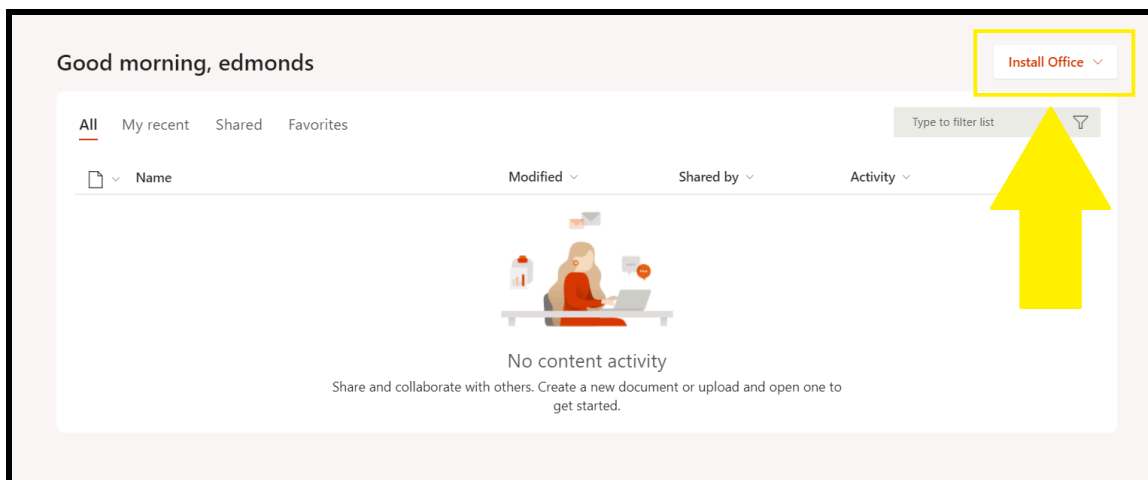 Good morning, edmonds
Install Office
All My recent Shared Favorites
Type to filter list
Name Modified Shared by Activity
No content activity
Share and collaborate with others. Create a new document or upload and open one to
get started.